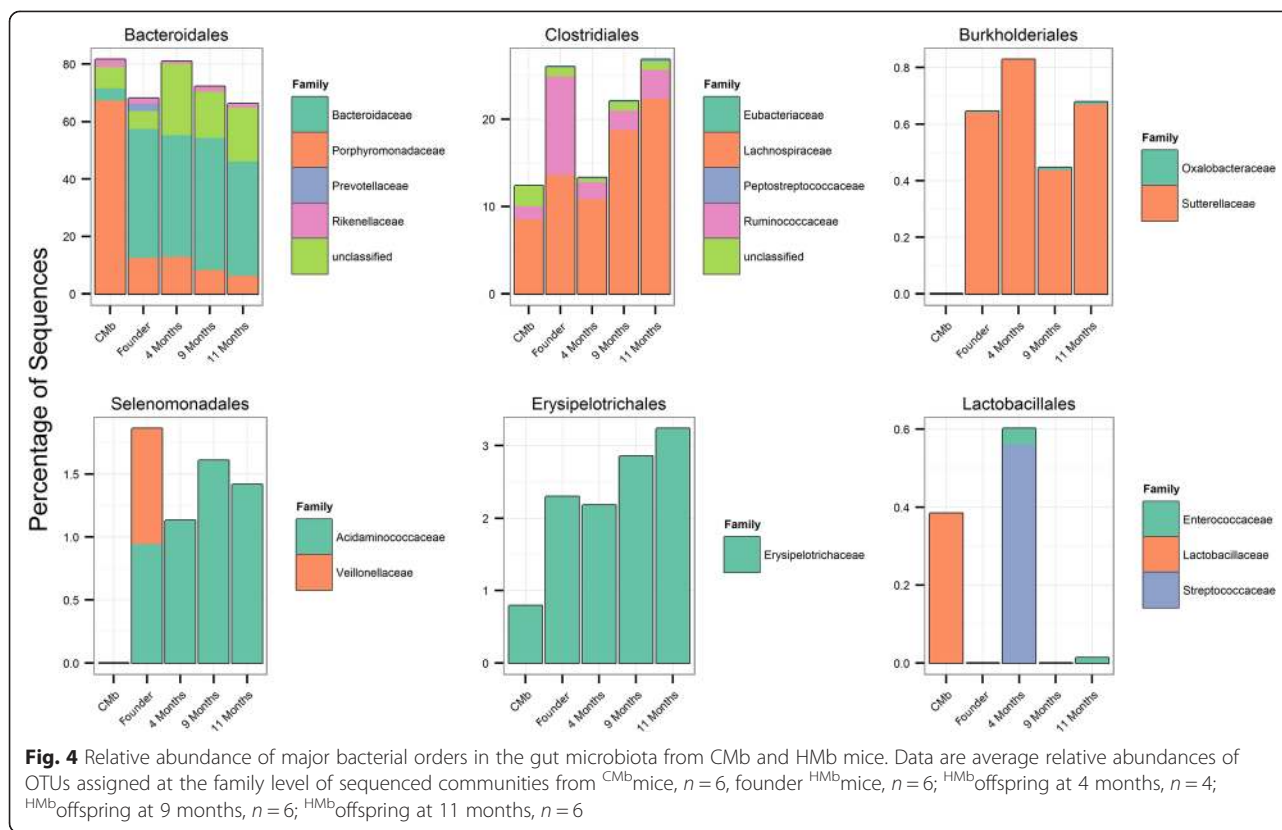 Percentage of Sequences
Bacteroidales
80
60
40
20
0
CMb
Founder
4 Months
9 Months
11 Months
Family
Bacteroidaceae
Porphyromonadaceae
Prevotellaceae
Rikenellaceae
unclassified
Clostridiales
20
10
0
CMb
Founder
4 Months
9 Months
11 Months
Family
Eubacteriaceae
Lachnospiraceae
Peptostreptococcaceae
Ruminococcaceae
unclassified
Burkholderiales
0.8
0.6
0.4
0.2
0.0
CMb
Founder
4 Months
9 Months
11 Months
Family
Oxalobacteraceae
Sutterellaceae
Selenomonadales
1.5
1.0
0.5
0.0
CMb
Founder
4 Months
9 Months
11 Months
Family
Acidaminococcaceae
Veillonellaceae
Erysipelotrichales
3
2
1
0
CMb
Founder
4 Months
9 Months
11 Months
Family
Erysipelotrichaceae
Lactobacillales
0.6
0.4
0.2
0.0
CMb
Founder
4 Months
9 Months
11 Months
Family
Enterococcaceae
Lactobacillaceae
Streptococcaceae
Fig. 4 Relative abundance of major bacterial orders in the gut microbiota from CMb and HMb mice. Data are average relative abundances of
OTUs assigned at the family level of sequenced communities from CMbmice, n = 6, founder HMbmice, n = 6; HMboffspring at 4 months, n = 4;
HMboffspring at 9 months, n = 6; HMboffspring at 11 months, n = 6